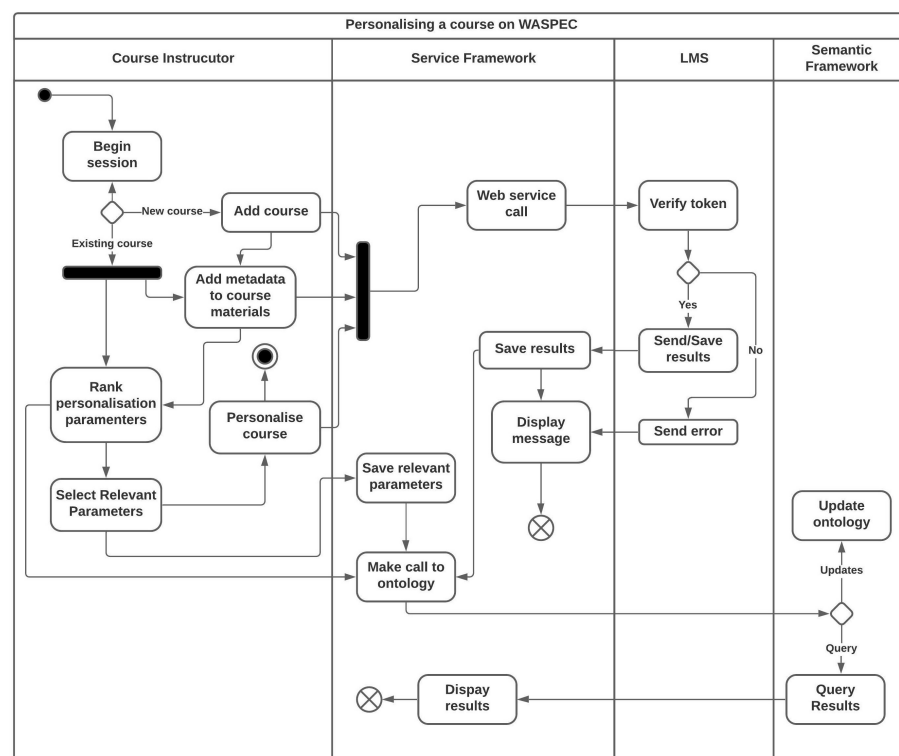 Personalising a course on WASPEC
Course Instrucutor
Service Framework
LMS
Semantic
Framework
Begin
session
New course
Add course
Existing course
Add metadata
to course
materials
Rank
personalisation
paramenters
Personalise
course
Select Relevant
Parameters
Web service
call
Verify token
Yes
No
Send/Save
results
Save results
Display
message
Send error
Save relevant
parameters
Make call to
ontology
Update
ontology
Updates
Query
Query
Results
Dispay
results